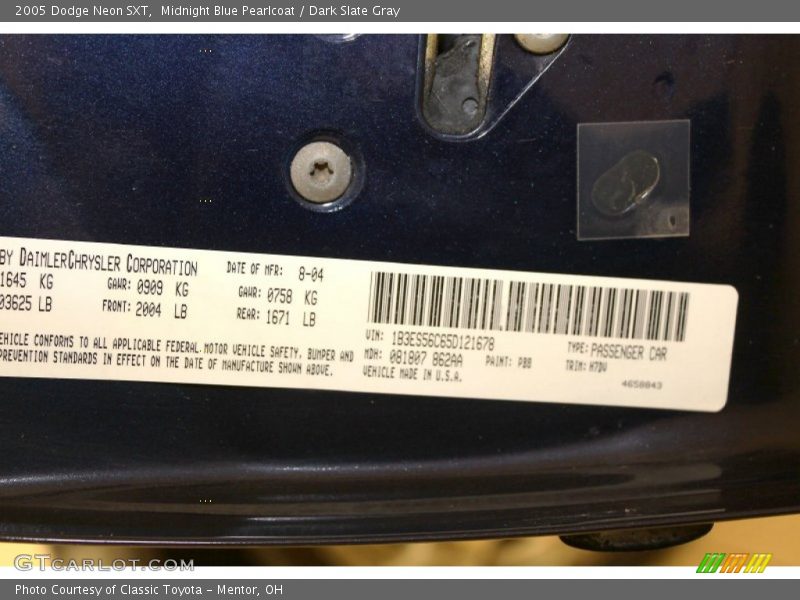 2005 Dodge Neon SXT, Midnight Blue Pearlcoat / Dark Slate Gray
BY DAIMLERCHRYSLER CORPORATION
DATE OF MFR: 8-04
1645 KG GAWR: 0909 KG GAWR: 0758 KG
03625 LB FRONT: 2004 LB REAR: 1671 LB
EHICLE CONFORMS TO ALL APPLICABLE FEDERAL MOTOR VEHICLE SAFETY, BUMPER AND
PREVENTION STANDARDS IN EFFECT ON THE DATE OF MANUFACTURE SHOWN ABOVE.
VIN: 1B3ES56C65D121678 TYPE: PASSENGER CAR
MDH: 081807 862AA PAINT: PB8 TRIM: H7DV
VEHICLE MADE IN U.S.A.
4658843
GTCARLOT.COM
Photo Courtesy of Classic Toyota - Mentor, OH